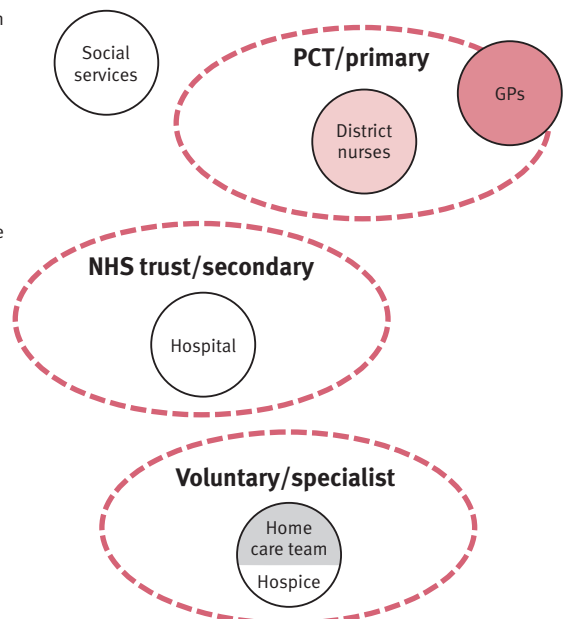 n
Social
services
PCT/primary
GPs
District
nurses
e
NHS trust/secondary
Hospital
Voluntary/specialist
Home
care team
Hospice